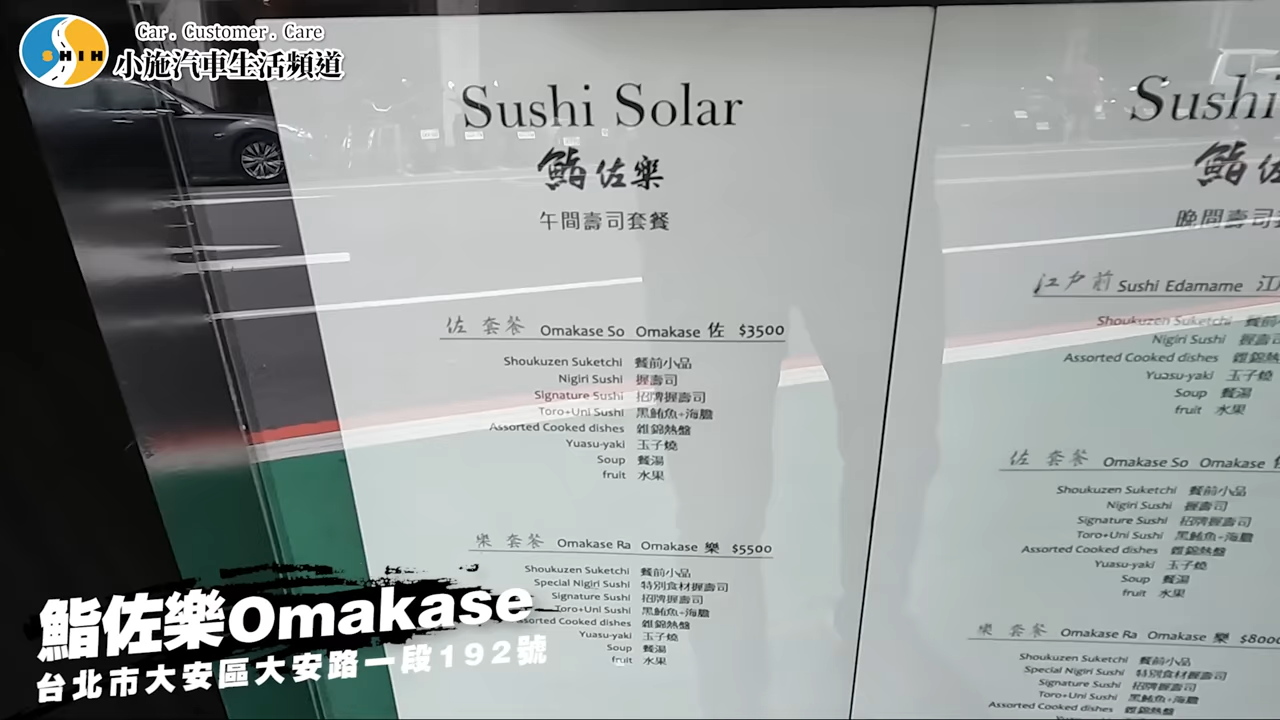 Car. Customer. Care
SHIH
小施汽車生活頻道
Sushi Solar
鮨佐樂
午間壽司套餐
佐套餐 Omakase So Omakase 佐 $3500
Shoukuzen Suketchi 餐前小品
Nigiri Sushi 握壽司
Signature Sushi 招牌握壽司
Toro+Uni Sushi 黑鮪魚+海膽
Assorted Cooked dishes 雜錦熱盤
Yuasu-yaki 玉子燒
Soup 餐湯
fruit 水果
樂套餐 Omakase Ra Omakase 樂 $5500
Shoukuzen Suketchi 餐前小品
Special Nigiri Sushi 特別食材握壽司
Signature Sushi 招牌握壽司
Toro+Uni Sushi 黑鮪魚+海膽
Cooked dishes 雜錦熱盤
Yuasu-yaki 玉子燒
Soup 餐湯
fruit 水果
Sushi
鮨佐
晚間壽司
江戶前 Sushi Edamame 江
Shoukuzen Suketchi 餐前
Nigiri Sushi 握壽司
Assorted Cooked dishes 雜錦熱
Yuasu-yaki 玉子燒
Soup 餐湯
fruit 水果
佐套餐 Omakase So Omakase
Shoukuzen Suketchi 餐前小品
Nigiri Sushi 握壽司
Signature Sushi 招牌握壽司
Toro+Uni Sushi 黑鮪魚+海膽
Assorted Cooked dishes 雜錦熱盤
Yuasu-yaki 玉子燒
Soup 餐湯
fruit 水果
樂套餐 Omakase Ra Omakase 樂 $8000
Shoukuzen Suketchi 餐前小品
Special Nigiri Sushi 特別食材握壽司
Signature Sushi 招牌握壽司
Toro+Uni Sushi 黑鮪魚+海膽
Assorted Cooked dishes 雜錦熱盤
鮨佐樂Omakase
台北市大安區大安路一段192號